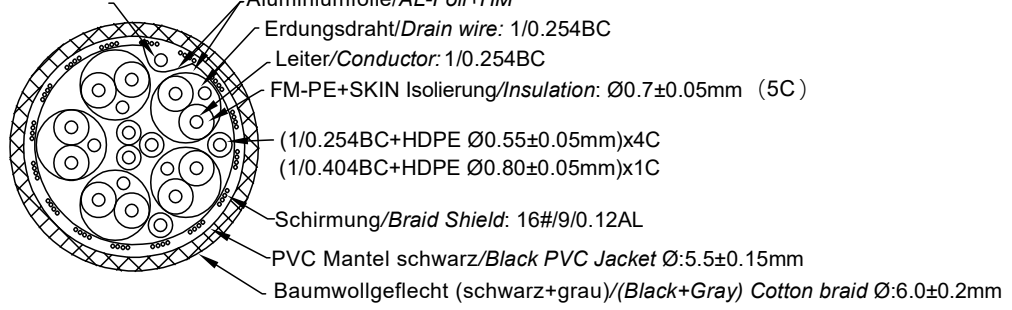 Aluminiumfolie/AL-Foil+HM
Erdungsdraht/Drain wire: 1/0.254BC
Leiter/Conductor: 1/0.254BC
FM-PE+SKIN Isolierung/Insulation: Ø0.7±0.05mm （5C）
(1/0.254BC+HDPE Ø0.55±0.05mm)x4C
(1/0.404BC+HDPE Ø0.80±0.05mm)x1C
Schirmung/Braid Shield: 16#/9/0.12AL
PVC Mantel schwarz/Black PVC Jacket Ø:5.5±0.15mm
Baumwollgeflecht (schwarz+grau)/(Black+Gray) Cotton braid Ø:6.0±0.2mm